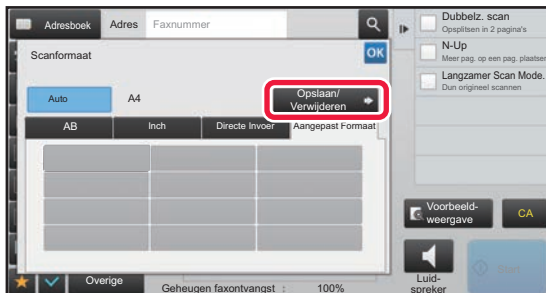 Adresboek Adres Faxnummer
Scanformaat OK
Auto A4 Opslaan/
Verwijderen
AB Inch Directe Invoer Aangepast Formaat
Dubbelz. scan
Opsplitsen in 2 pagina's
N-Up
Meer pag. op een pag. plaatsen
Langzamer Scan Mode.
Dun origineel scannen
Voorbeeld-
weergave
CA
Overige
Geheugen faxontvangst : 100%
Luid-
spreker
Start